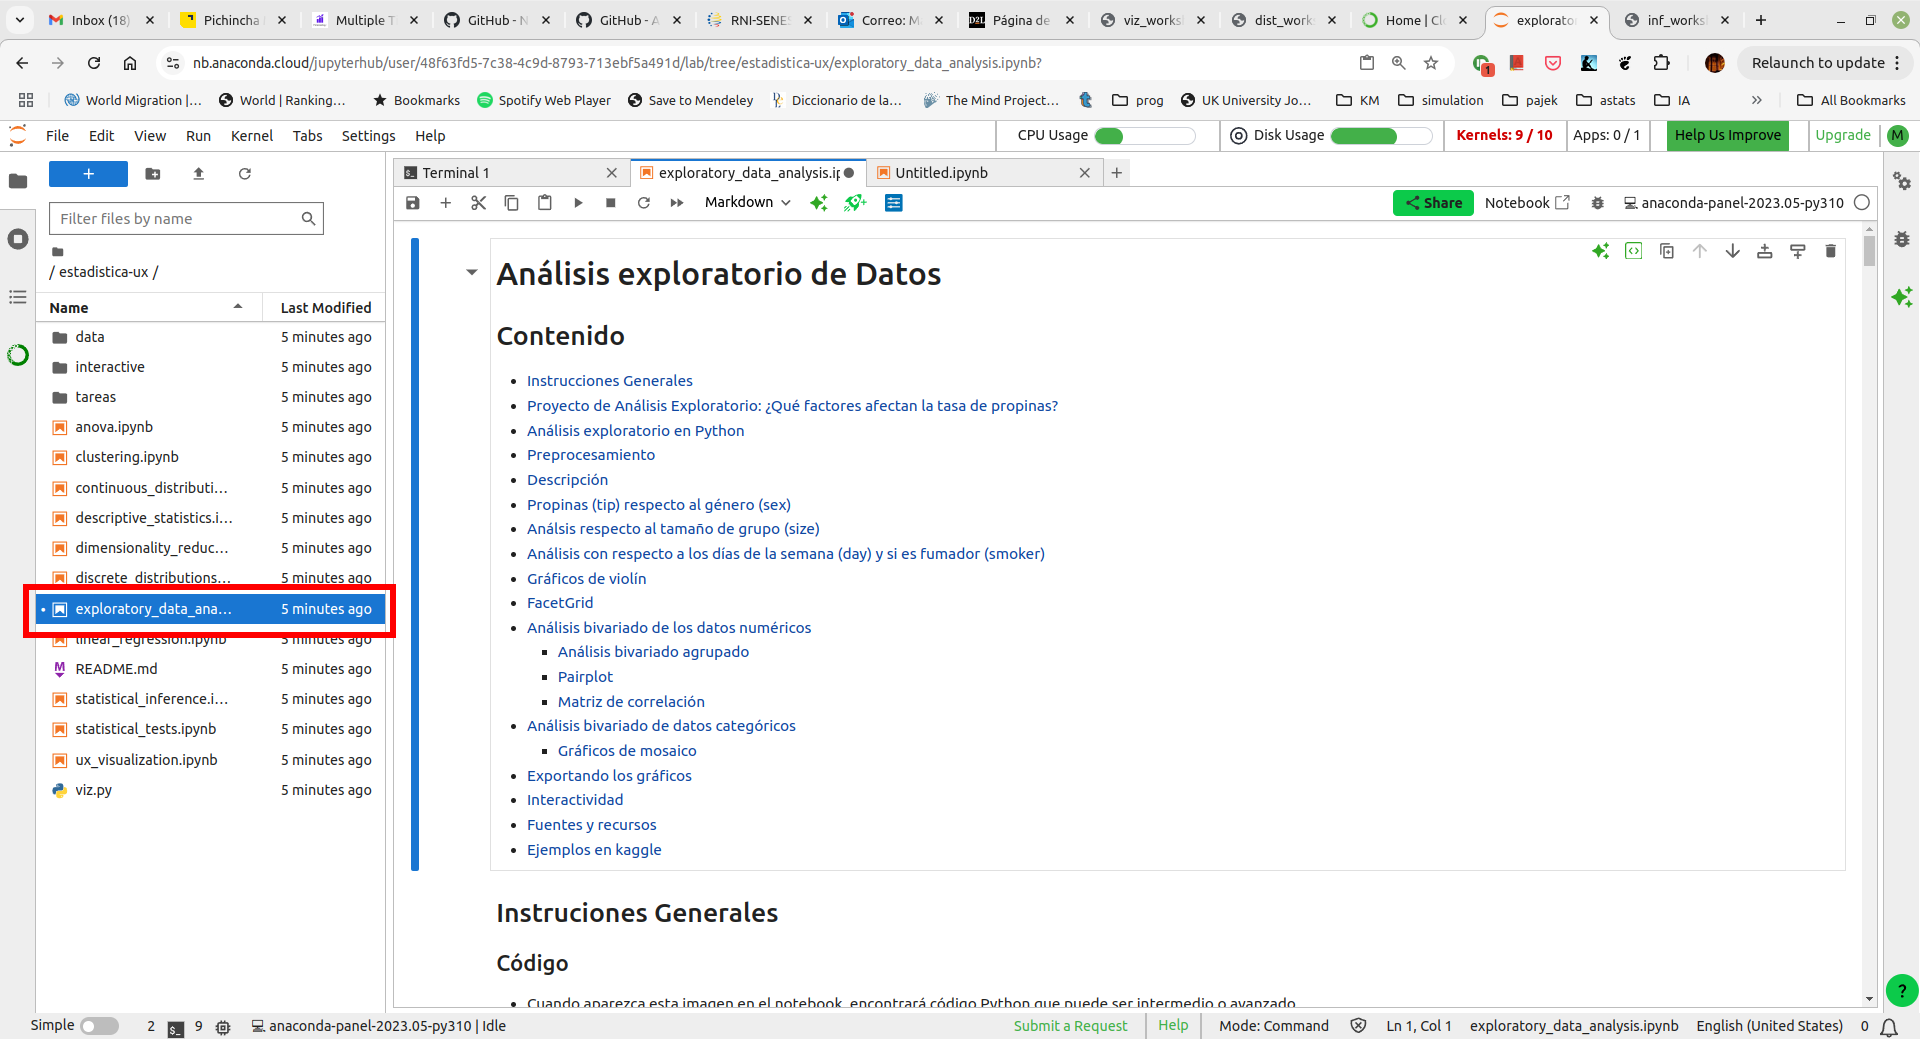 Inbox (18)
Pichincha
Multiple T
GitHub - N
GitHub - A
RNI-SENES
Correo: M
Página de
viz_works
dist_work
Home | Cl
explorato
inf_works
nb.anaconda.cloud/jupyterhub/user/48f63fd5-7c38-4c9d-8793-713ebf5a491d/lab/tree/estadistica-ux/exploratory_data_analysis.ipynb?
1
Relaunch to update
World Migration |...
World | Ranking...
Bookmarks
Spotify Web Player
Save to Mendeley
Diccionario de la...
The Mind Project...
prog
UK University Jo...
KM
simulation
pajek
astats
IA
All Bookmarks
File Edit View Run Kernel Tabs Settings Help
CPU Usage
Disk Usage
Kernels: 9 / 10
Apps: 0 / 1
Help Us Improve
Upgrade
M
Terminal 1
exploratory_data_analysis.ip
Untitled.ipynb
Markdown
Share
Notebook
anaconda-panel-2023.05-py310
Filter files by name
/ estadistica-ux /
Name Last Modified
data 5 minutes ago
interactive 5 minutes ago
tareas 5 minutes ago
anova.ipynb 5 minutes ago
clustering.ipynb 5 minutes ago
continuous_distributi... 5 minutes ago
descriptive_statistics.i... 5 minutes ago
dimensionality_reduc... 5 minutes ago
discrete_distributions... 5 minutes ago
exploratory_data_ana... 5 minutes ago
linear_regression.ipynb 5 minutes ago
README.md 5 minutes ago
statistical_inference.i... 5 minutes ago
statistical_tests.ipynb 5 minutes ago
ux_visualization.ipynb 5 minutes ago
viz.py 5 minutes ago
Análisis exploratorio de Datos
Contenido
Instrucciones Generales
Proyecto de Análisis Exploratorio: ¿Qué factores afectan la tasa de propinas?
Análisis exploratorio en Python
Preprocesamiento
Descripción
Propinas (tip) respecto al género (sex)
Análsis respecto al tamaño de grupo (size)
Análisis con respecto a los días de la semana (day) y si es fumador (smoker)
Gráficos de violín
FacetGrid
Análisis bivariado de los datos numéricos
Análisis bivariado agrupado
Pairplot
Matriz de correlación
Análisis bivariado de datos categóricos
Gráficos de mosaico
Exportando los gráficos
Interactividad
Fuentes y recursos
Ejemplos en kaggle
Instruciones Generales
Código
Cuando aparezca esta imagen en el notebook, encontrará código Python que puede ser intermedio o avanzado
?
Simple
2
9
anaconda-panel-2023.05-py310 | Idle
Submit a Request
Help
Mode: Command
Ln 1, Col 1
exploratory_data_analysis.ipynb
English (United States)
0